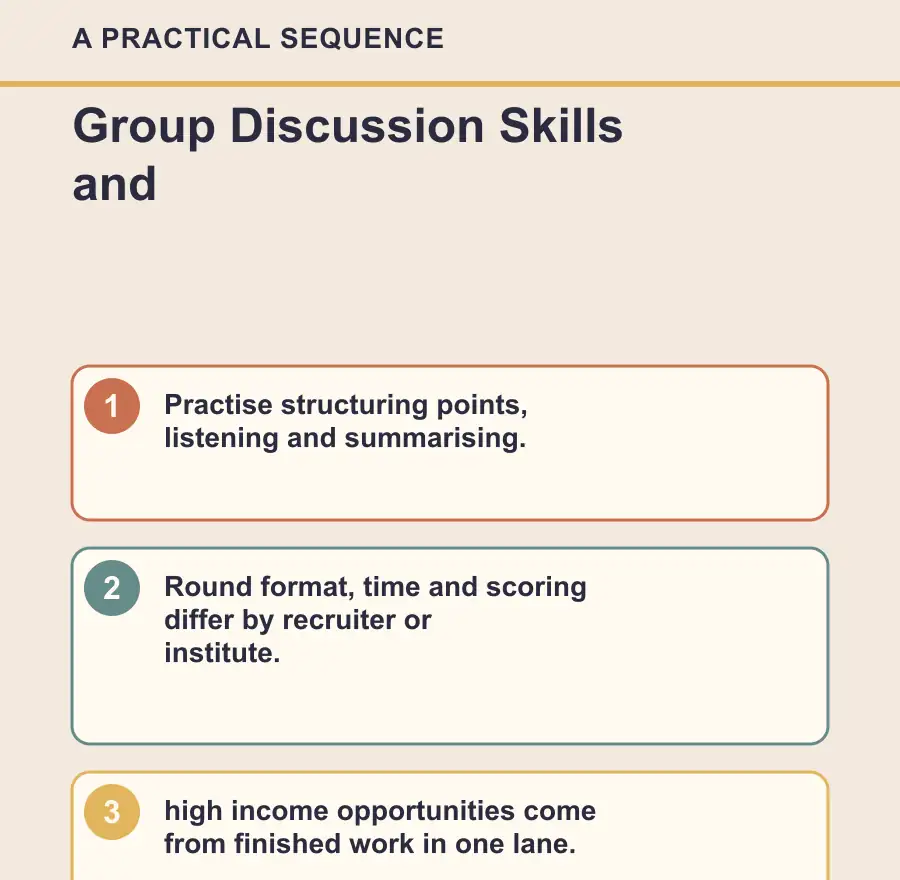 A PRACTICAL SEQUENCE
Group Discussion Skills
and
1
Practise structuring points,
listening and summarising.
2
Round format, time and scoring
differ by recruiter or
institute.
3
high income opportunities come
from finished work in one lane.